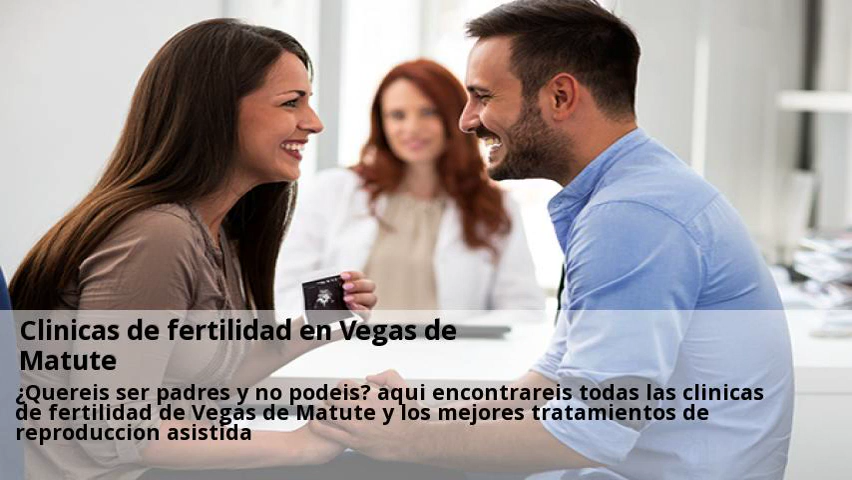 Clinicas de fertilidad en Vegas de
Matute
¿Quereis ser padres y no podeis? aqui encontrareis todas las clinicas
de fertilidad de Vegas de Matute y los mejores tratamientos de
reproduccion asistida